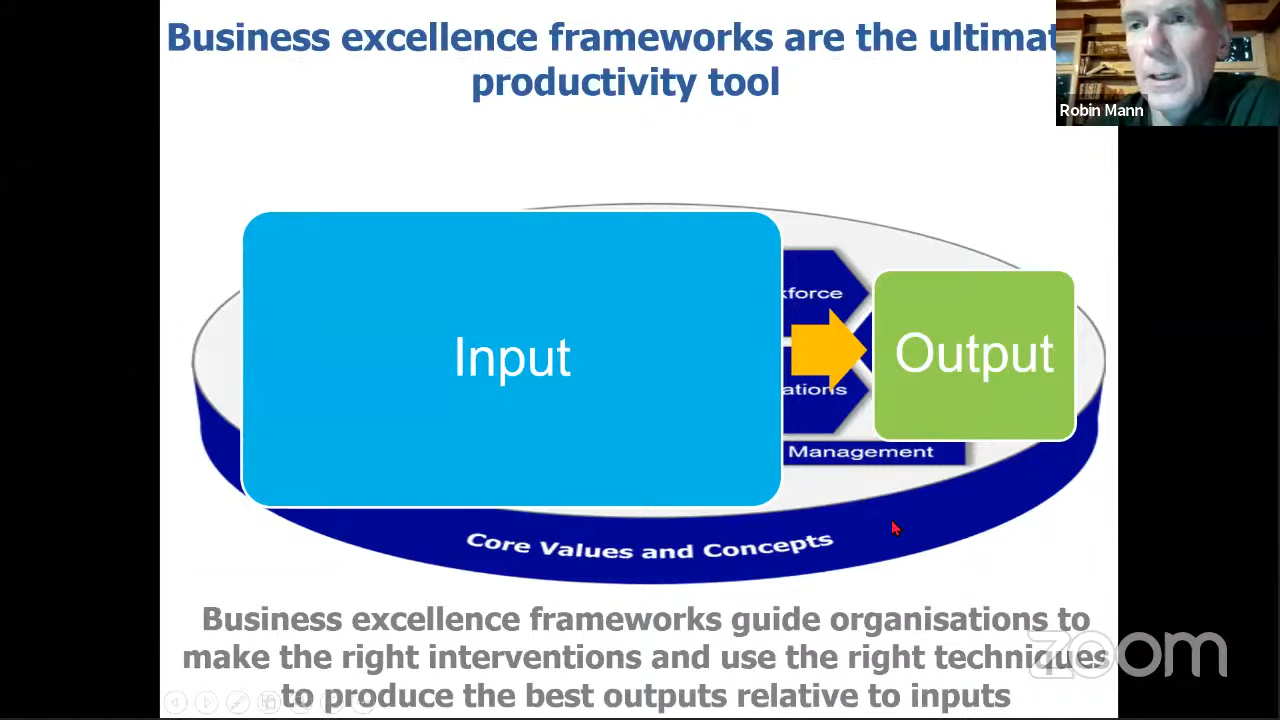 Business excellence frameworks are the ultimat
productivity tool
Robin Mann
kforce
Input
Output
ations
Management
Core Values and Concepts
Business excellence frameworks guide organisations to
make the right interventions and use the right techniques
to produce the best outputs relative to inputs
zoom